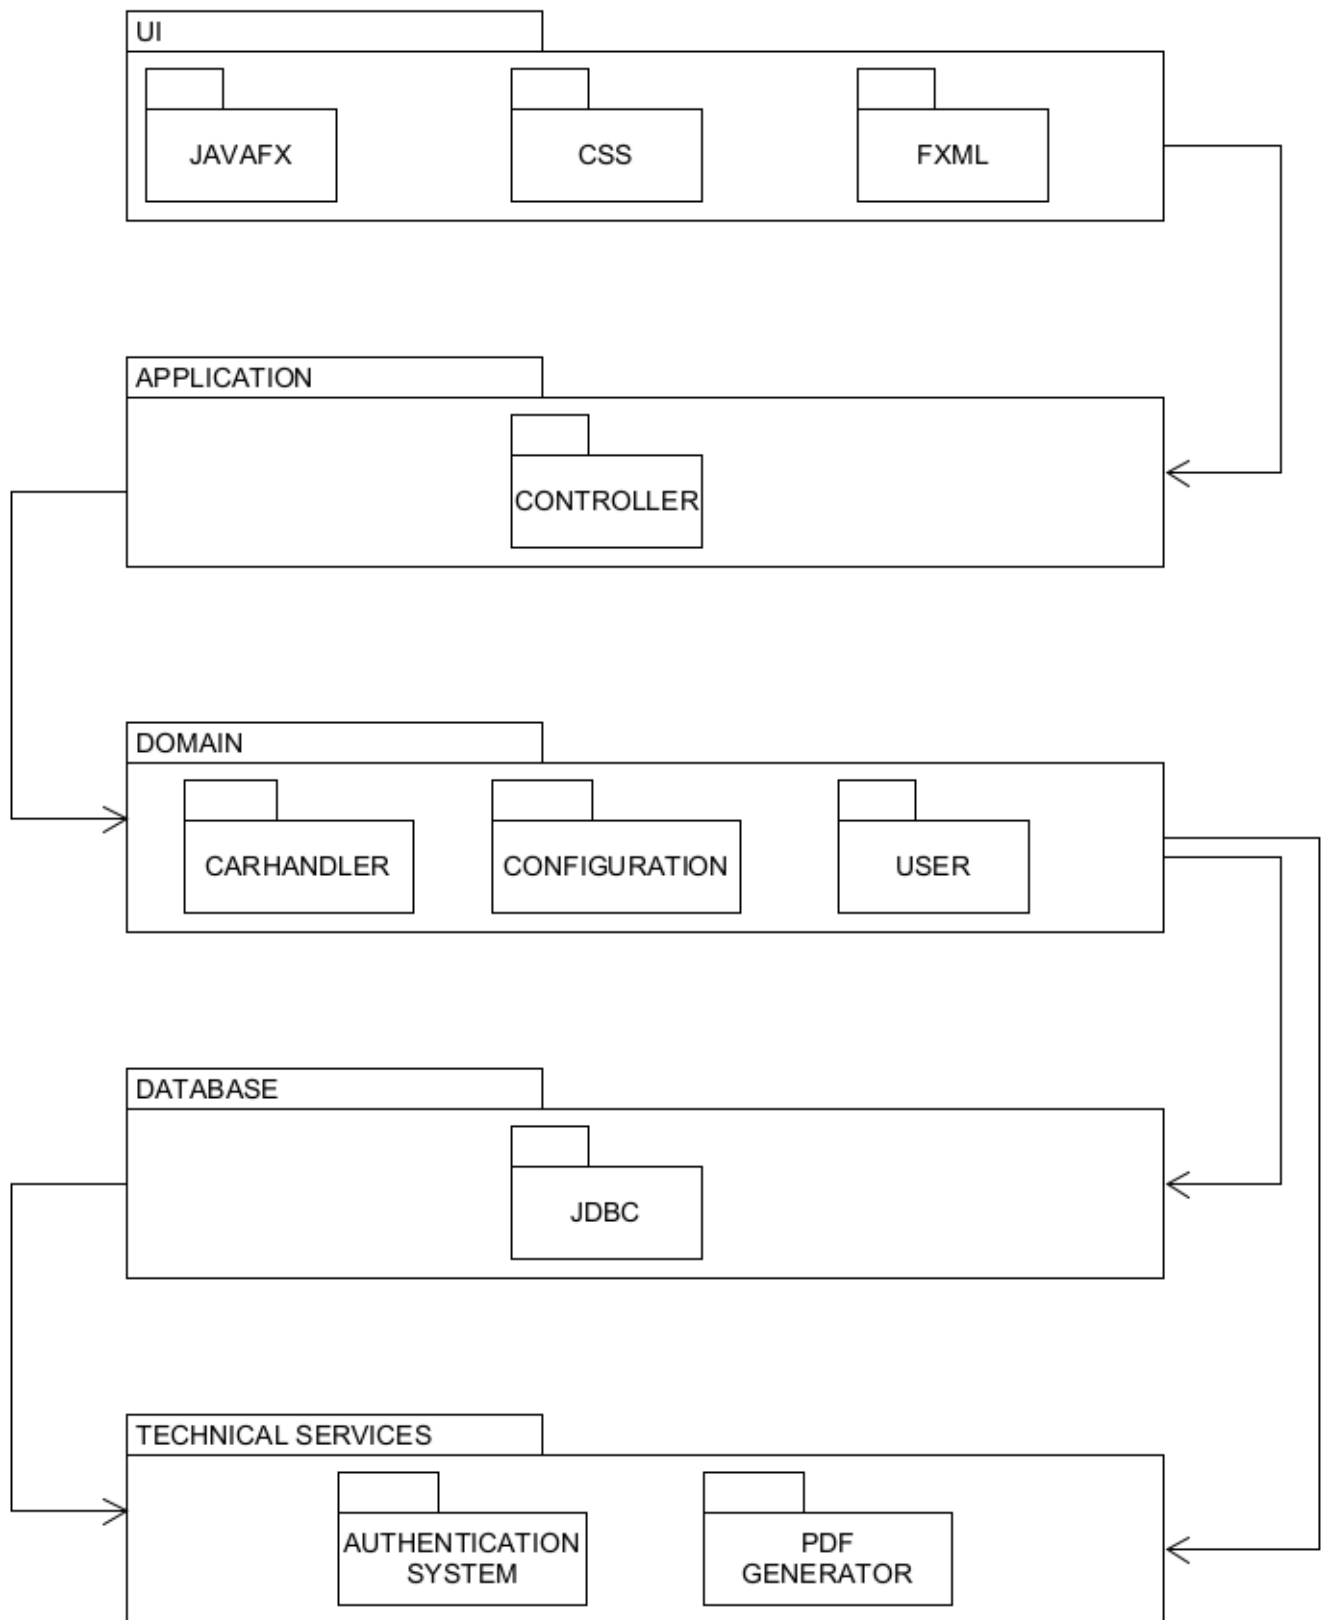 UI
JAVAFX
CSS
FXML
APPLICATION
CONTROLLER
DOMAIN
CARHANDLER
CONFIGURATION
USER
DATABASE
JDBC
TECHNICAL SERVICES
AUTHENTICATION
SYSTEM
PDF
GENERATOR